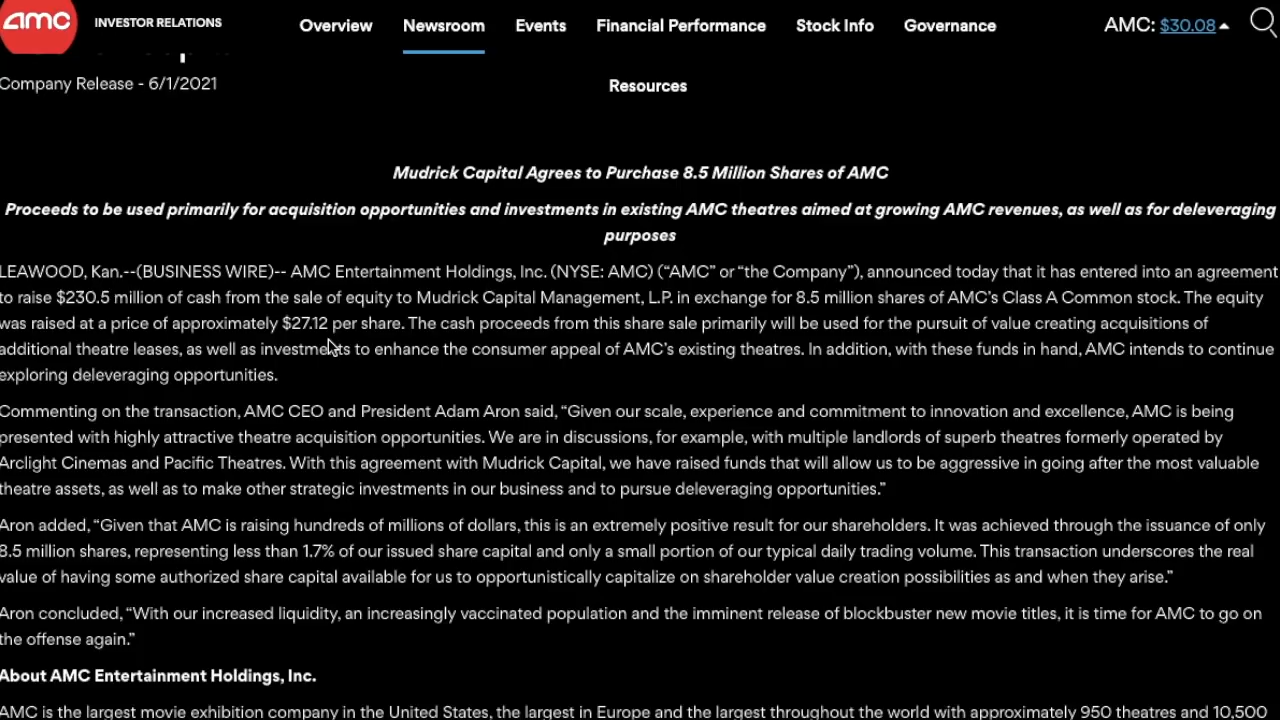 amc INVESTOR RELATIONS
Overview Newsroom Events Financial Performance Stock Info Governance
AMC: $30.08
Resources
Company Release - 6/1/2021
Mudrick Capital Agrees to Purchase 8.5 Million Shares of AMC
Proceeds to be used primarily for acquisition opportunities and investments in existing AMC theatres aimed at growing AMC revenues, as well as for deleveraging
purposes
LEAWOOD, Kan.--(BUSINESS WIRE)-- AMC Entertainment Holdings, Inc. (NYSE: AMC) (“AMC” or “the Company”), announced today that it has entered into an agreement
to raise $230.5 million of cash from the sale of equity to Mudrick Capital Management, L.P. in exchange for 8.5 million shares of AMC’s Class A Common stock. The equity
was raised at a price of approximately $27.12 per share. The cash proceeds from this share sale primarily will be used for the pursuit of value creating acquisitions of
additional theatre leases, as well as investments to enhance the consumer appeal of AMC’s existing theatres. In addition, with these funds in hand, AMC intends to continue
exploring deleveraging opportunities.
Commenting on the transaction, AMC CEO and President Adam Aron said, “Given our scale, experience and commitment to innovation and excellence, AMC is being
presented with highly attractive theatre acquisition opportunities. We are in discussions, for example, with multiple landlords of superb theatres formerly operated by
Arclight Cinemas and Pacific Theatres. With this agreement with Mudrick Capital, we have raised funds that will allow us to be aggressive in going after the most valuable
theatre assets, as well as to make other strategic investments in our business and to pursue deleveraging opportunities.”
Aron added, “Given that AMC is raising hundreds of millions of dollars, this is an extremely positive result for our shareholders. It was achieved through the issuance of only
8.5 million shares, representing less than 1.7% of our issued share capital and only a small portion of our typical daily trading volume. This transaction underscores the real
value of having some authorized share capital available for us to opportunistically capitalize on shareholder value creation possibilities as and when they arise.”
Aron concluded, “With our increased liquidity, an increasingly vaccinated population and the imminent release of blockbuster new movie titles, it is time for AMC to go on
the offense again.”
About AMC Entertainment Holdings, Inc.
AMC is the largest movie exhibition company in the United States, the largest in Europe and the largest throughout the world with approximately 950 theatres and 10,500